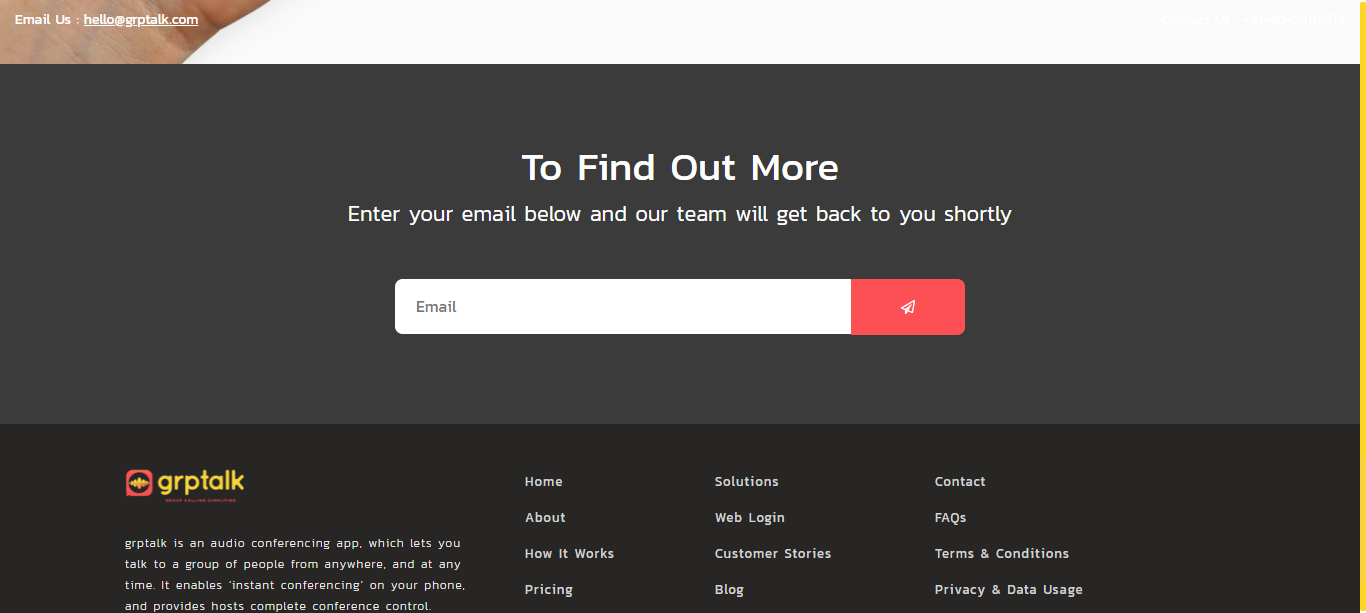 Email Us : hello@grptalk.com
Contact Us :
To Find Out More
Enter your email below and our team will get back to you shortly
Email
grptalk
GROUP CALLING SIMPLIFIED
Home
Solutions
Contact
About
Web Login
FAQs
How It Works
Customer Stories
Terms & Conditions
Pricing
Blog
Privacy & Data Usage
grptalk is an audio conferencing app, which lets you
talk to a group of people from anywhere, and at any
time. It enables ‘instant conferencing’ on your phone,
and provides hosts complete conference control.